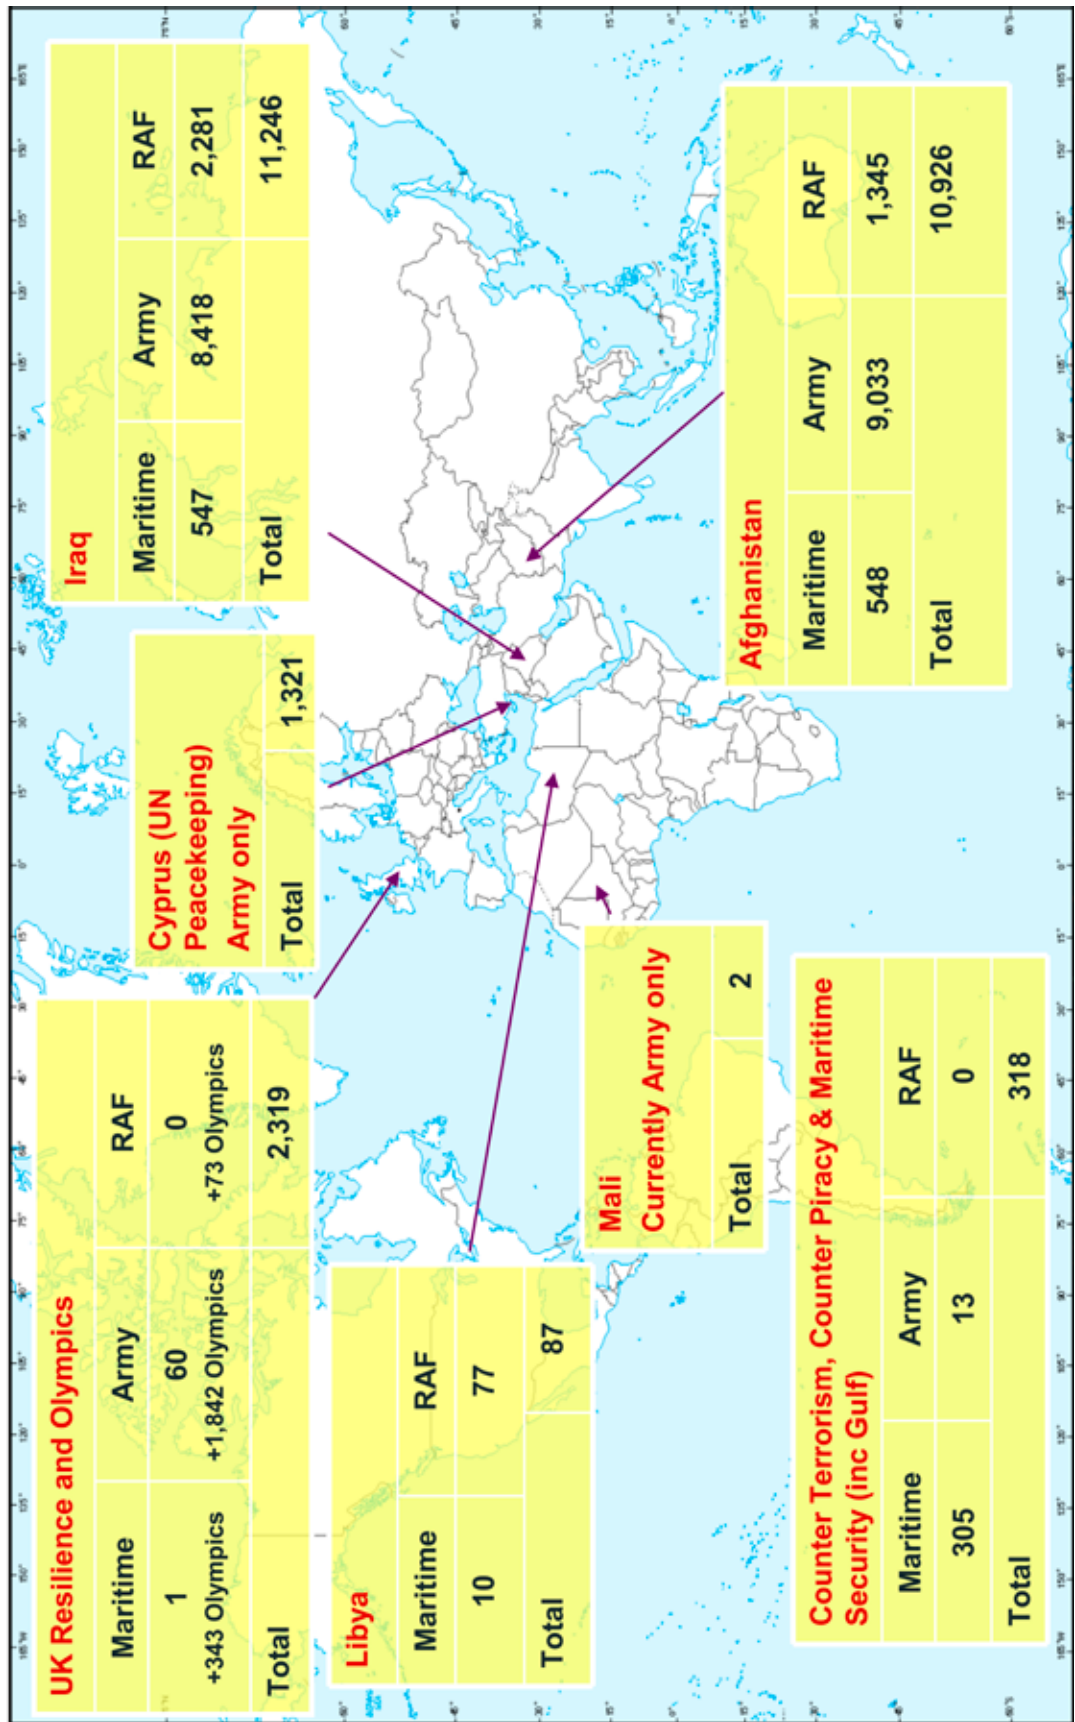 UK Resilience and Olympics
Maritime Army RAF
1 60 0
+343 Olympics +1,842 Olympics +73 Olympics
Total 2,319
Cyprus (UN
Peacekeeping)
Army only
Total 1,321
Iraq
Maritime Army RAF
547 8,418 2,281
Total 11,246
Libya
Maritime RAF
10 77
Total 87
Mali
Currently Army only
Total 2
Counter Terrorism, Counter Piracy & Maritime
Security (inc Gulf)
Maritime Army RAF
305 13 0
Total 318
Afghanistan
Maritime Army RAF
548 9,033 1,345
Total 10,926